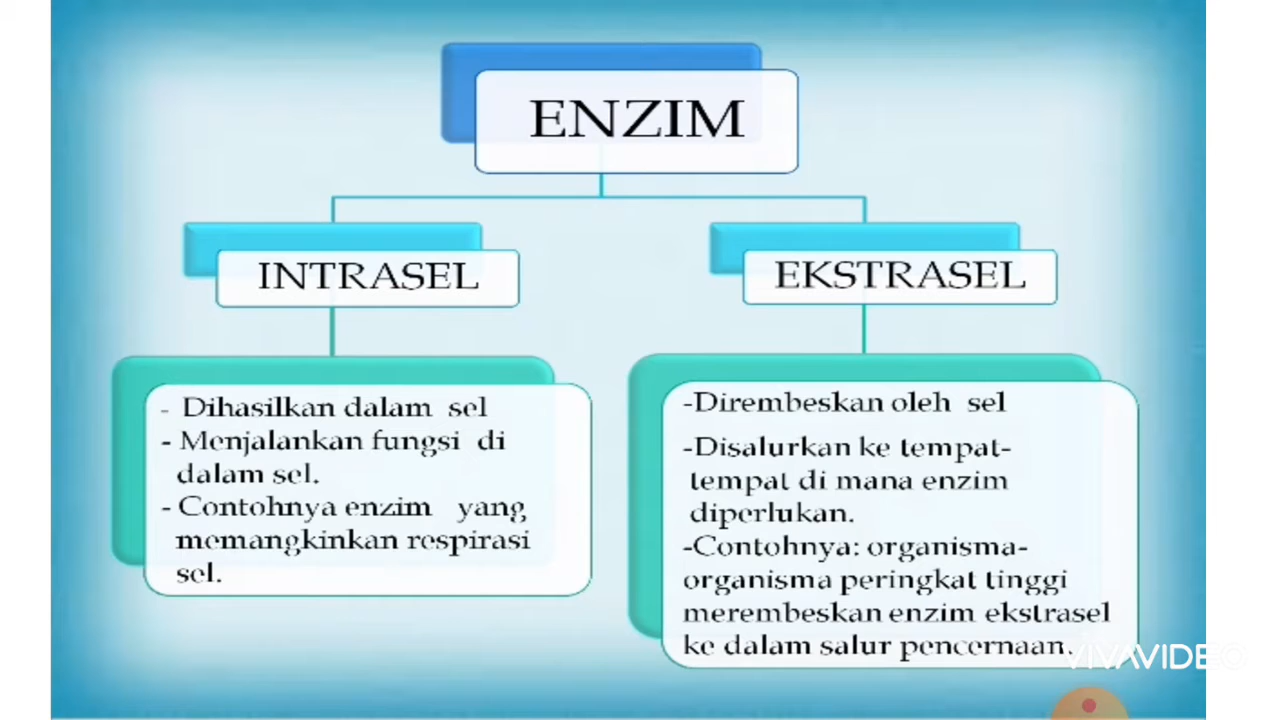 ENZIM
INTRASEL
- Dihasilkan dalam sel
- Menjalankan fungsi di
dalam sel.
- Contohnya enzim yang
memangkinkan respirasi
sel.
EKSTRASEL
-Dirembeskan oleh sel
-Disalurkan ke tempat-
tempat di mana enzim
diperlukan.
-Contohnya: organisma-
organisma peringkat tinggi
merembeskan enzim ekstrasel
ke dalam salur pencernaan.
VIVAVIDEO